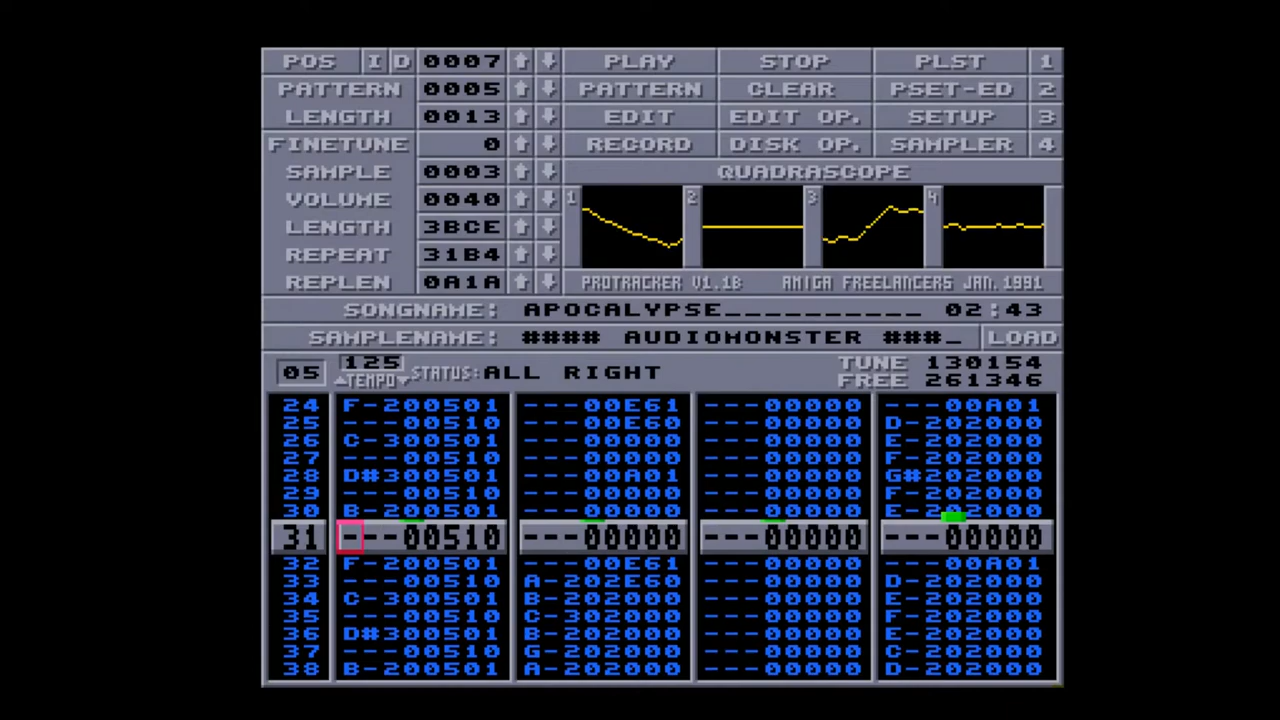 POS I D 0007 PLAY STOP PLST 1
PATTERN 0005 PATTERN CLEAR PSET-ED 2
LENGTH 0013 EDIT EDIT OP. SETUP 3
FINETUNE 0 RECORD DISK OP. SAMPLER 4
SAMPLE 0003 QUADRASCOPE
VOLUME 0040 1 2 3 4
LENGTH 3BCE
REPEAT 31B4
REPLEN 0A1A PROTRACKER V1.1B AMIGA FREELANCERS JAN.1991
SONGNAME: APOCALYPSE__________ 02:43
SAMPLENAME: #### AUDIOMONSTER ###_ LOAD
05 125 TEMPO STATUS:ALL RIGHT TUNE 130154
FREE 261346
24 F-200501 ---00E61 ---00000 ---00A01
25 ---00510 ---00E60 ---00000 D-202000
26 C-300501 ---00000 ---00000 E-202000
27 ---00510 ---00000 ---00000 F-202000
28 D#300501 ---00A01 ---00000 G#202000
29 ---00510 ---00000 ---00000 F-202000
30 B-200501 ---00000 ---00000 E-202000
31 ---00510 ---00000 ---00000 ---00000
32 F-200501 ---00E61 ---00000 ---00A01
33 ---00510 A-202E60 ---00000 D-202000
34 C-300501 B-202000 ---00000 E-202000
35 ---00510 C-302000 ---00000 F-202000
36 D#300501 B-202000 ---00000 E-202000
37 ---00510 G-202000 ---00000 C-202000
38 B-200501 A-202000 ---00000 D-202000